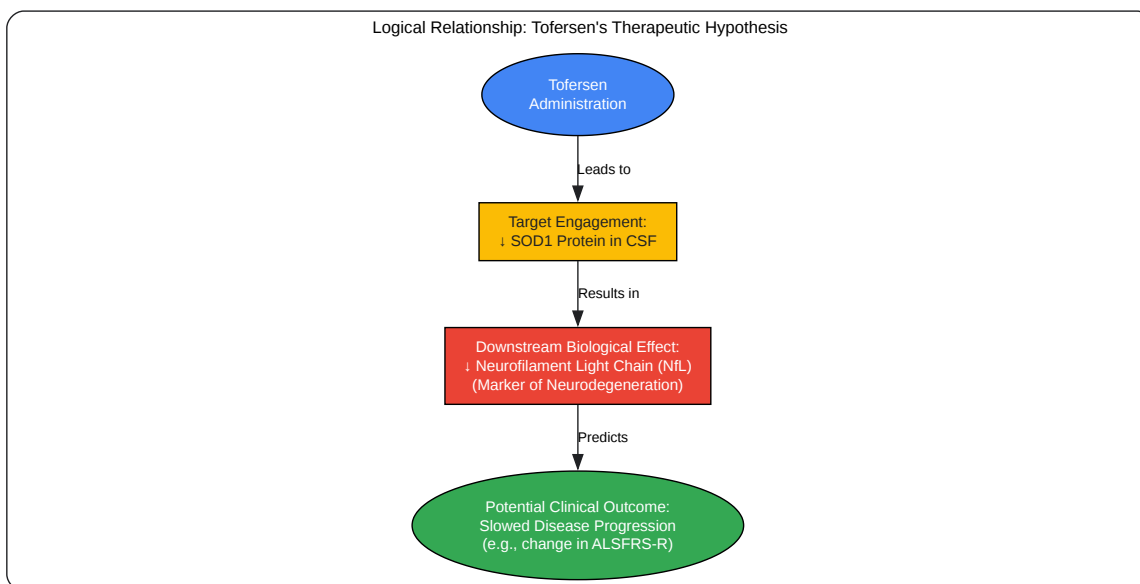 Logical Relationship: Tofersen's Therapeutic Hypothesis
Tofersen
Administration
Leads to
Target Engagement:
↓ SOD1 Protein in CSF
Results in
Downstream Biological Effect:
↓ Neurofilament Light Chain (NfL)
(Marker of Neurodegeneration)
Predicts
Potential Clinical Outcome:
Slowed Disease Progression
(e.g., change in ALSFRS-R)